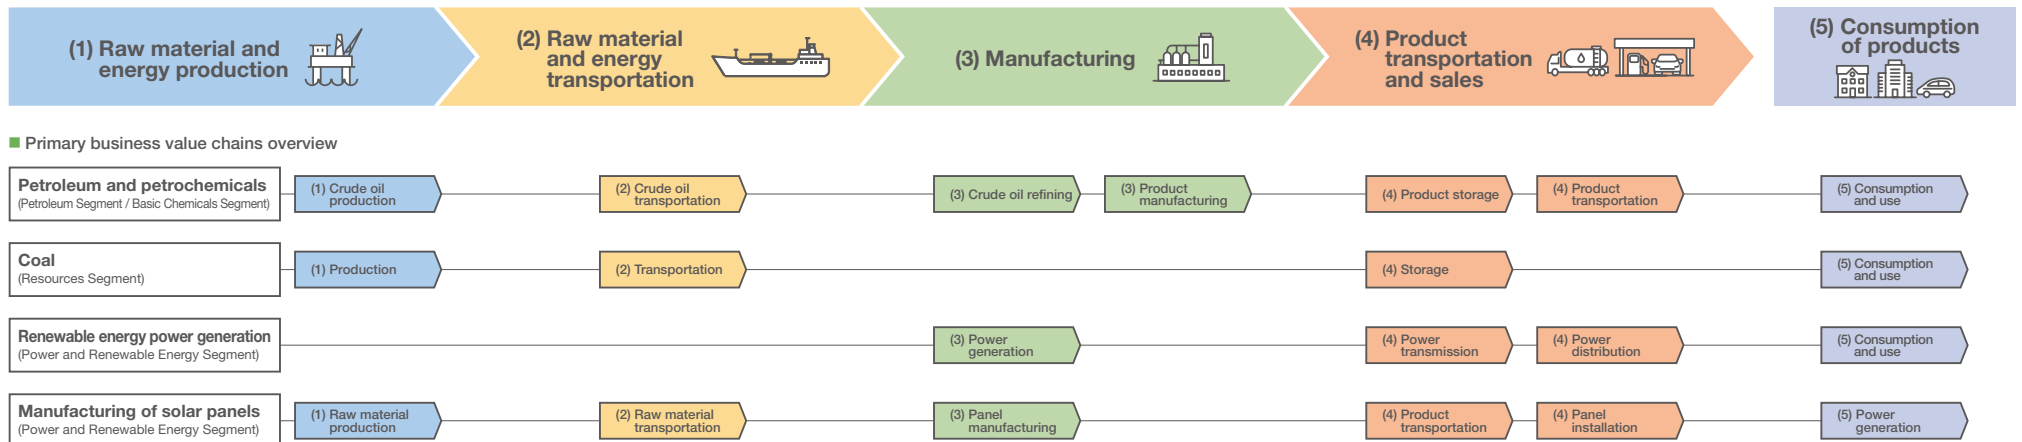 (1) Raw material and
energy production
(2) Raw material
and energy
transportation
(3) Manufacturing
(4) Product
transportation
and sales
(5) Consumption
of products
Primary business value chains overview
Petroleum and petrochemicals
(Petroleum Segment / Basic Chemicals Segment)
(1) Crude oil
production
(2) Crude oil
transportation
(3) Crude oil refining
(3) Product
manufacturing
(4) Product storage
(4) Product
transportation
(5) Consumption
and use
Coal
(Resources Segment)
(1) Production
(2) Transportation
(4) Storage
(5) Consumption
and use
Renewable energy power generation
(Power and Renewable Energy Segment)
(3) Power
generation
(4) Power
transmission
(4) Power
distribution
(5) Consumption
and use
Manufacturing of solar panels
(Power and Renewable Energy Segment)
(1) Raw material
production
(2) Raw material
transportation
(3) Panel
manufacturing
(4) Product
transportation
(4) Panel
installation
(5) Power
generation